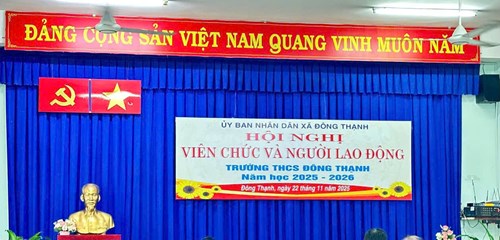 ĐẢNG CỘNG SẢN VIỆT NAM QUANG VINH MUÔN NĂM
ỦY BAN NHÂN DÂN XÃ ĐÔNG THẠNH
HỘI NGHỊ
VIÊN CHỨC VÀ NGƯỜI LAO ĐỘNG
TRƯỜNG THCS ĐÔNG THẠNH
Năm học 2025 - 2026
Đông Thạnh, ngày 22 tháng 11 năm 2025